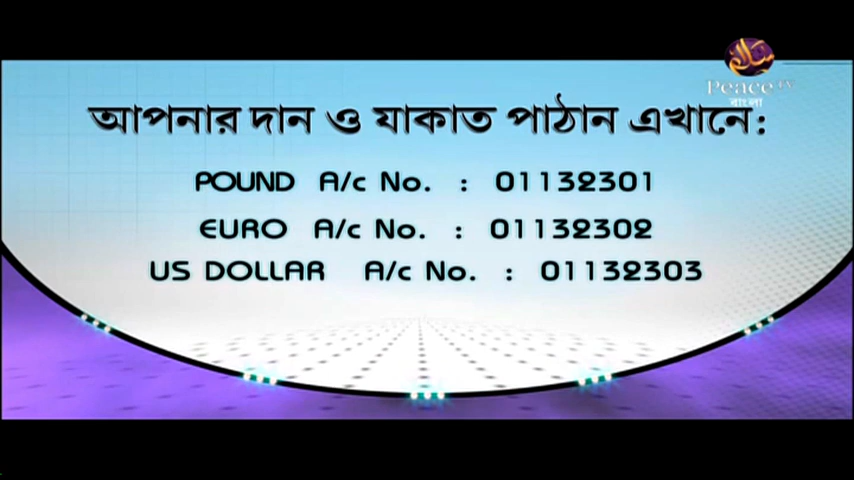 Peace TV
বাংলা
আপনার দান ও যাকাত পাঠান এখানে:
POUND A/c No. : 01132301
EURO A/c No. : 01132302
US DOLLAR A/c No. : 01132303